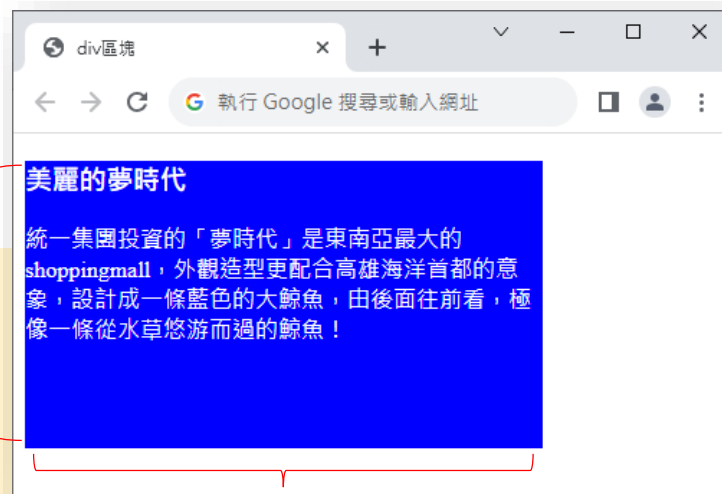 div區塊
執行 Google 搜尋或輸入網址
美麗的夢時代
統一集團投資的「夢時代」是東南亞最大的
shoppingmall，外觀造型更配合高雄海洋首都的意
象，設計成一條藍色的大鯨魚，由後面往前看，極
像一條從水草悠游而過的鯨魚！